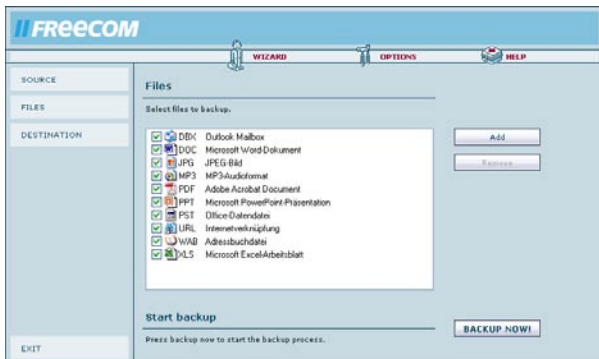 FREECOM
WIZARD OPTIONS HELP
SOURCE
FILES
DESTINATION
EXIT
Files
Select files to backup.
DBX Outlook Mailbox
DOC Microsoft Word-Dokument
JPG JPEG-Bild
MP3 MP3-Audioformat
PDF Adobe Acrobat Document
PPT Microsoft PowerPoint-Präsentation
PST Office-Datendatei
URL Internetverknüpfung
WAB Adressbuchdatei
XLS Microsoft Excel-Arbeitsblatt
Add
Remove
Start backup
Press backup now to start the backup process.
BACKUP NOW!